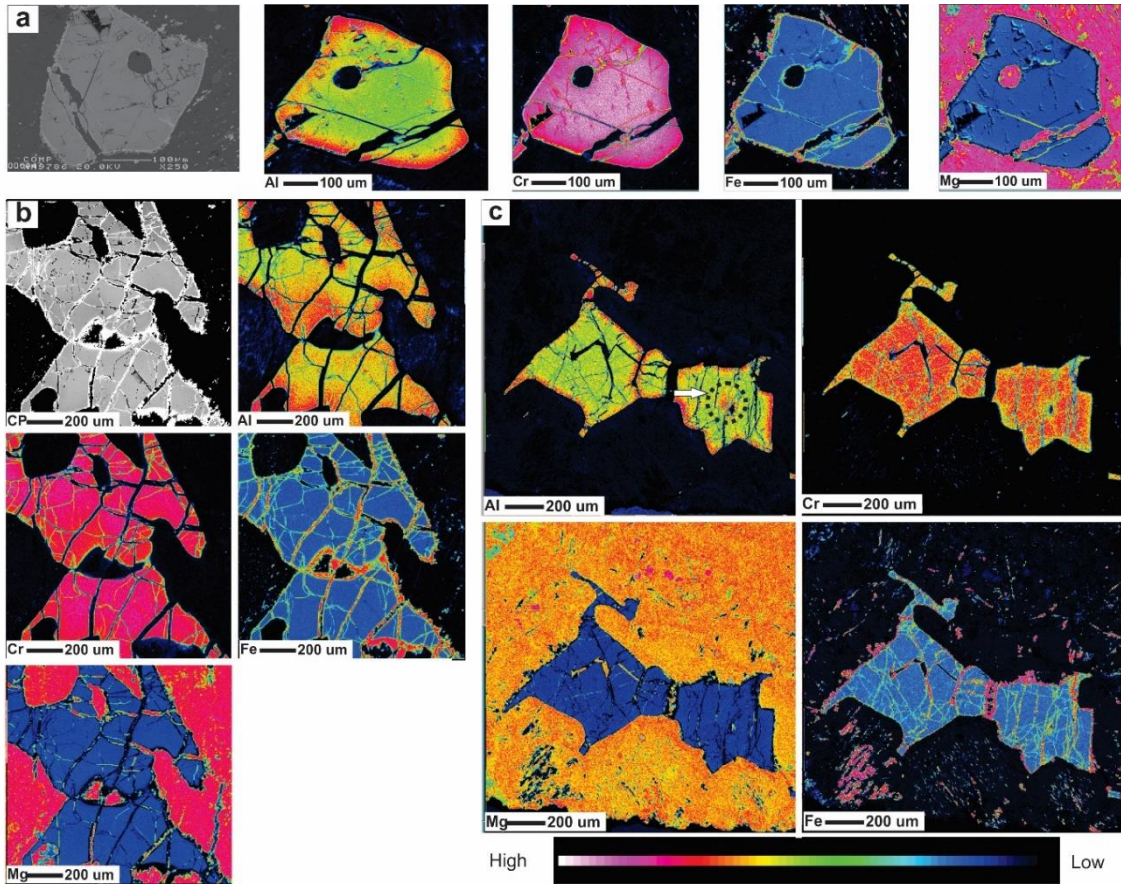 a
COMP 100µm
20.0KV X250
Al 100 um
Cr 100 um
Fe 100 um
Mg 100 um
b
CP 200 um
Al 200 um
Cr 200 um
Fe 200 um
Mg 200 um
c
Al 200 um
Cr 200 um
Mg 200 um
Fe 200 um
High Low